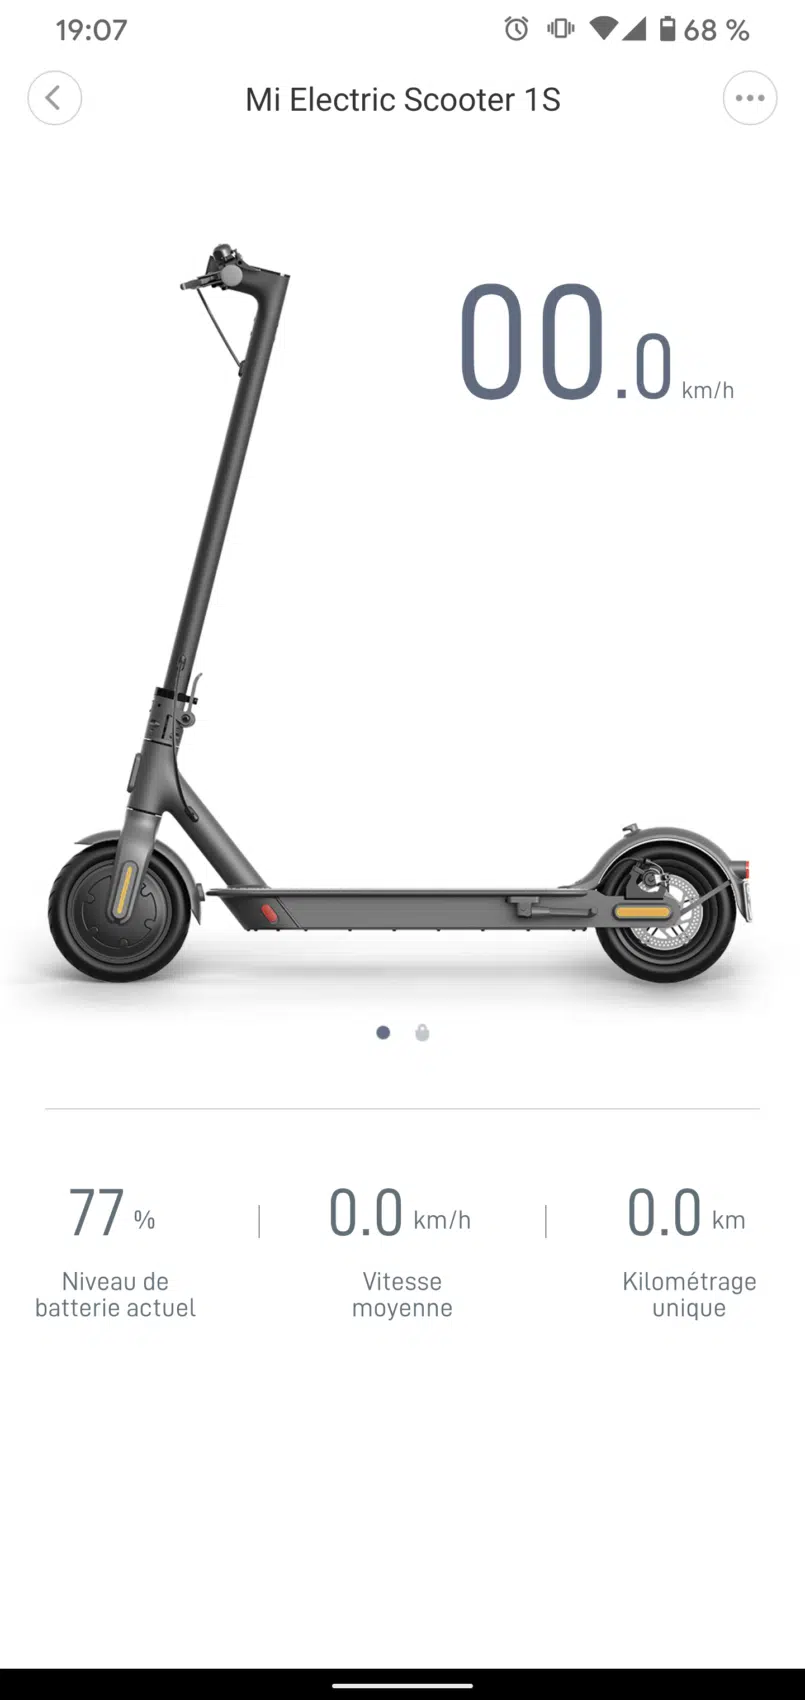 19:07
68 %
Mi Electric Scooter 1S
00.0 km/h
77 %
0.0 km/h
0.0 km
Niveau de
batterie actuel
Vitesse
moyenne
Kilométrage
unique